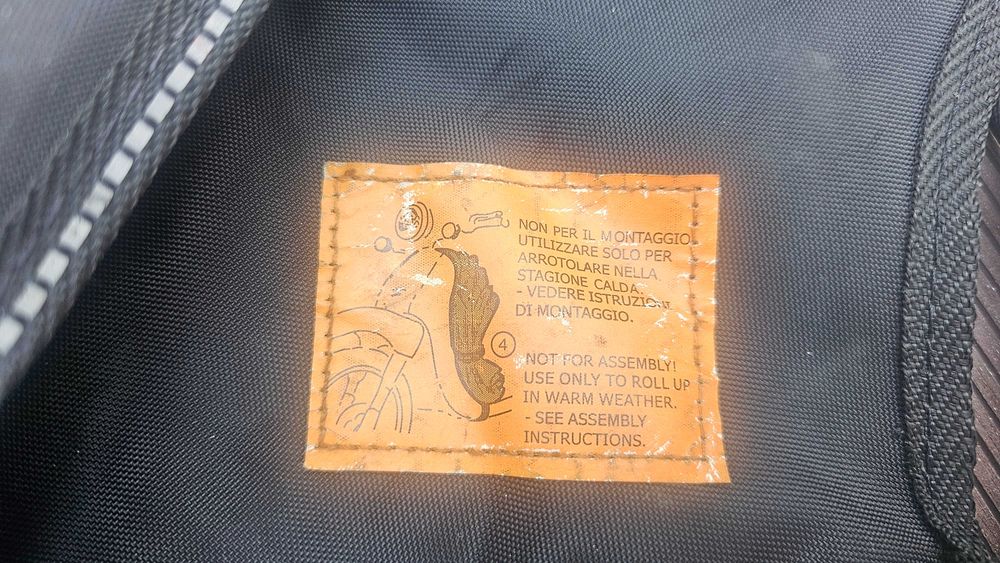 NON PER IL MONTAGGIO
UTILIZZARE SOLO PER
ARROTOLARE NELLA
STAGIONE CALDA.
- VEDERE
DI MONTAGGIO.
4
NOT FOR ASSEMBLY!
USE ONLY TO ROLL UP
IN WARM WEATHER.
- SEE ASSEMBLY
INSTRUCTIONS.